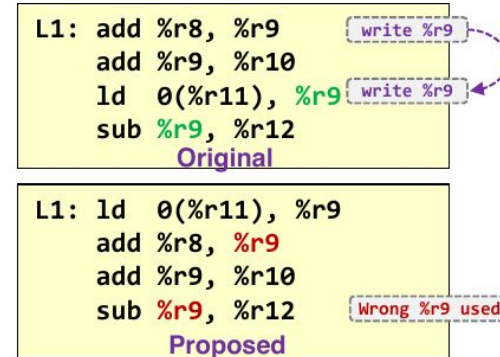 L1: add %r8, %r9
write %r9
add %r9, %r10
ld 0(%r11), %r9
write %r9
sub %r9, %r12
Original
L1: ld 0(%r11), %r9
add %r8, %r9
add %r9, %r10
sub %r9, %r12
Wrong %r9 used
Proposed